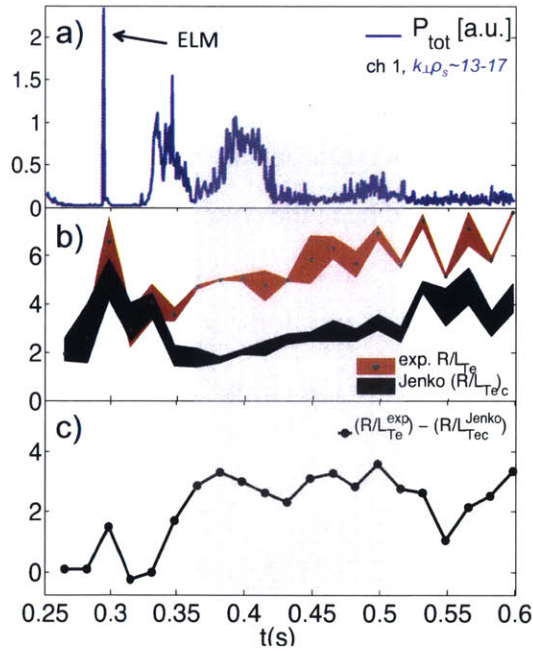 a)
ELM
P_tot [a.u.]
ch 1, k⊥ρs~13-17
2
1.5
1
0.5
0
b)
6
4
2
0
exp. R/L_Te
Jenko (R/L_Te)c
c)
(R/L_Te^exp) − (R/L_Tec^Jenko)
4
2
0
0.25 0.3 0.35 0.4 0.45 0.5 0.55 0.6
t(s)